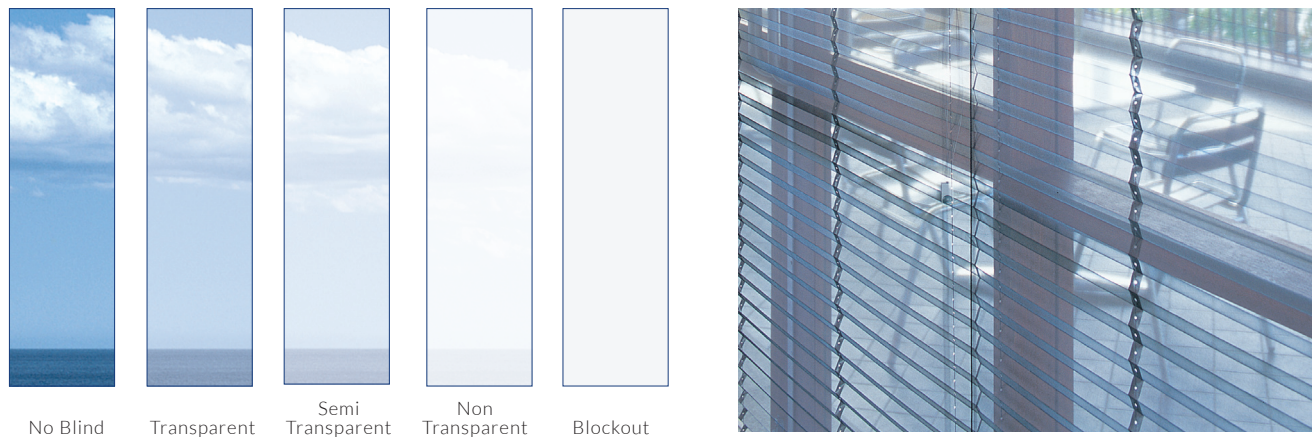 No Blind
Transparent
Semi
Transparent
Non
Transparent
Blockout